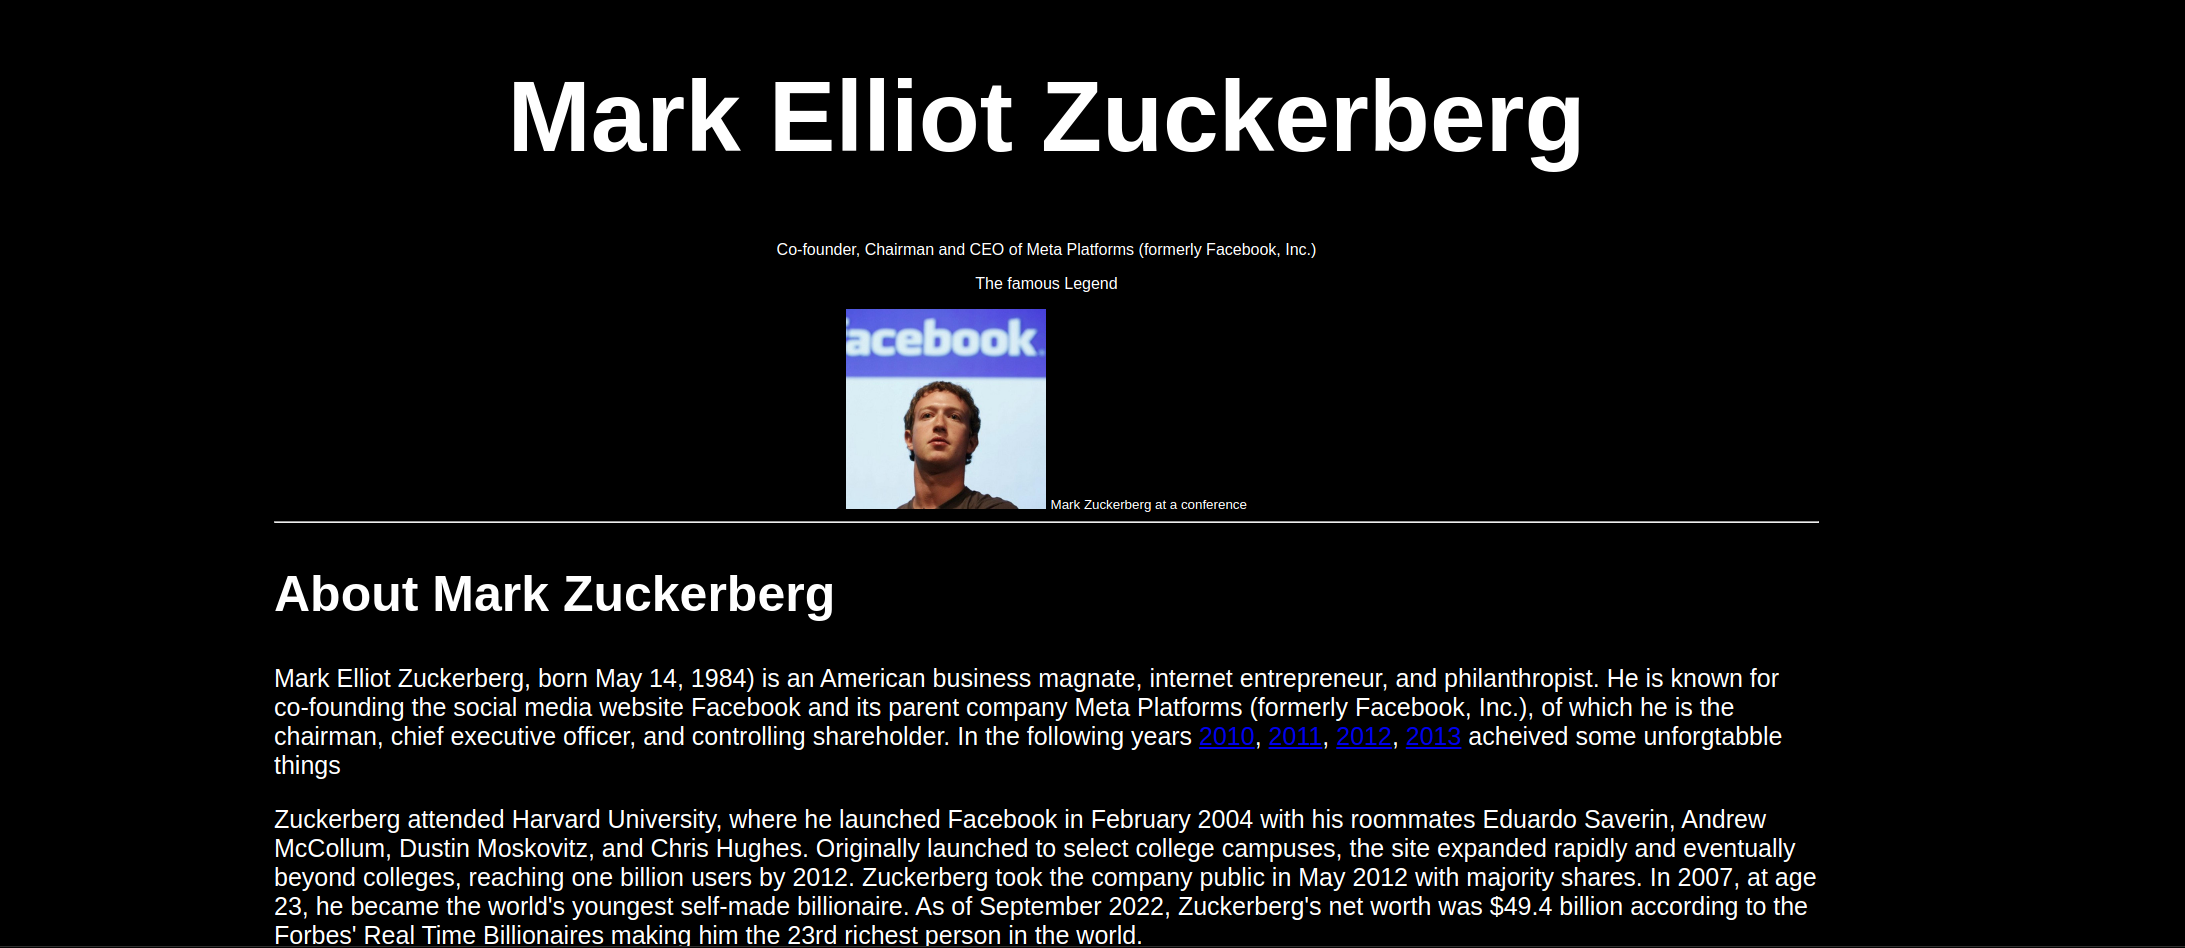 Mark Elliot Zuckerberg
Co-founder, Chairman and CEO of Meta Platforms (formerly Facebook, Inc.)
The famous Legend
acebook.
Mark Zuckerberg at a conference
About Mark Zuckerberg
Mark Elliot Zuckerberg, born May 14, 1984) is an American business magnate, internet entrepreneur, and philanthropist. He is known for
co-founding the social media website Facebook and its parent company Meta Platforms (formerly Facebook, Inc.), of which he is the
chairman, chief executive officer, and controlling shareholder. In the following years 2010, 2011, 2012, 2013 acheived some unforgtabble
things
Zuckerberg attended Harvard University, where he launched Facebook in February 2004 with his roommates Eduardo Saverin, Andrew
McCollum, Dustin Moskovitz, and Chris Hughes. Originally launched to select college campuses, the site expanded rapidly and eventually
beyond colleges, reaching one billion users by 2012. Zuckerberg took the company public in May 2012 with majority shares. In 2007, at age
23, he became the world's youngest self-made billionaire. As of September 2022, Zuckerberg's net worth was $49.4 billion according to the
Forbes' Real Time Billionaires making him the 23rd richest person in the world.